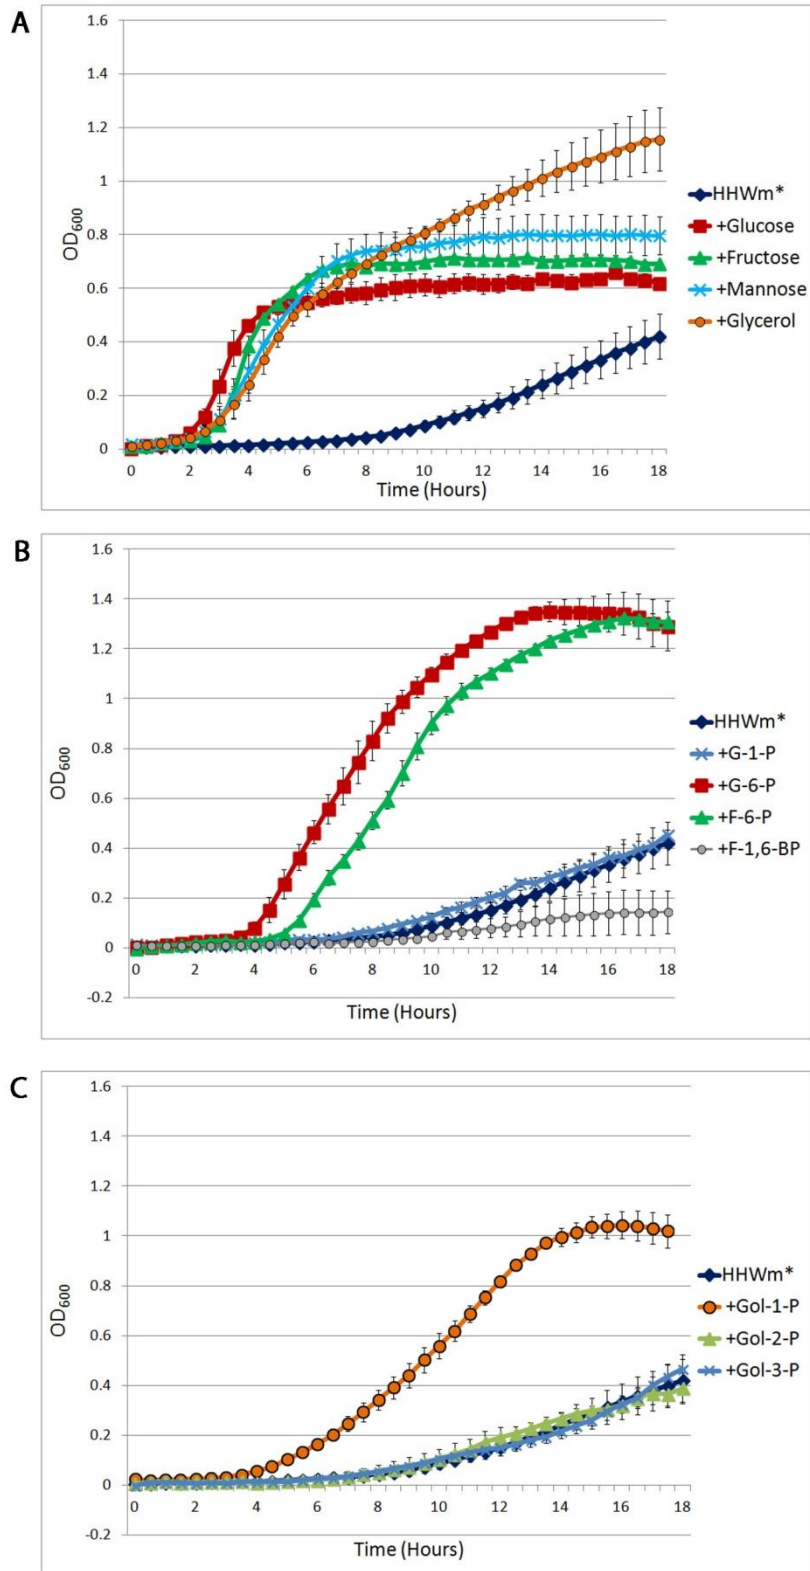 A
1.6
1.4
1.2
1
0.8
0.6
0.4
0.2
0
OD600
0 2 4 6 8 10 12 14 16 18
Time (Hours)
HHWm*
+Glucose
+Fructose
+Mannose
+Glycerol
B
1.6
1.4
1.2
1
0.8
0.6
0.4
0.2
0
-0.2
OD600
0 2 4 6 8 10 12 14 16 18
Time (Hours)
HHWm*
+G-1-P
+G-6-P
+F-6-P
+F-1,6-BP
C
1.6
1.4
1.2
1
0.8
0.6
0.4
0.2
0
-0.2
OD600
0 2 4 6 8 10 12 14 16 18
Time (Hours)
HHWm*
+Gol-1-P
+Gol-2-P
+Gol-3-P